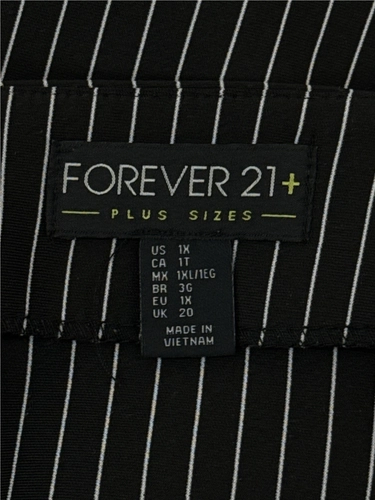 FOREVER 21+
PLUS SIZES
US 1X
CA 1T
MX 1XL/1EG
BR 3G
EU 1X
UK 20
MADE IN
VIETNAM